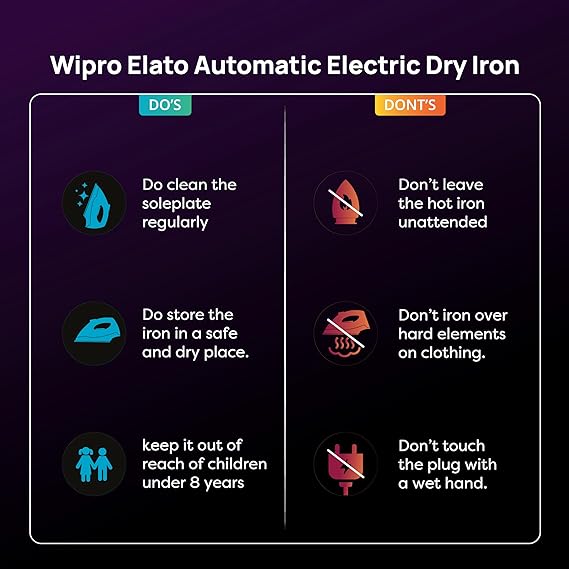 Wipro Elato Automatic Electric Dry Iron
DO'S
Do clean the
soleplate
regularly
Do store the
iron in a safe
and dry place.
keep it out of
reach of children
under 8 years
DONT'S
Don't leave
the hot iron
unattended
Don't iron over
hard elements
on clothing.
Don't touch
the plug with
a wet hand.